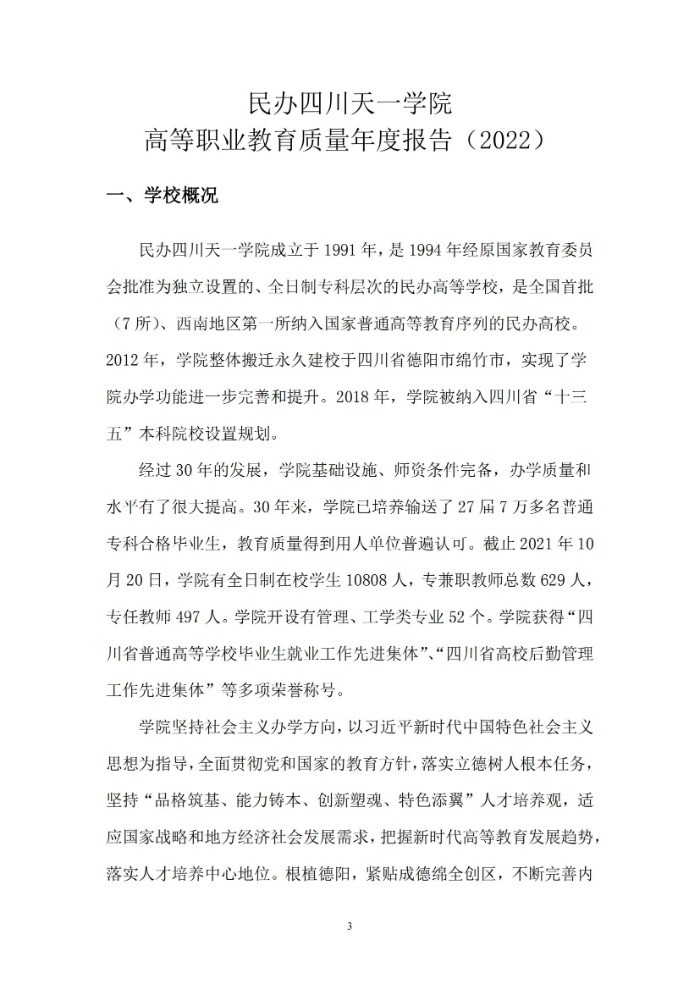 民办四川天一学院
高等职业教育质量年度报告（2022）
一、学校概况
民办四川天一学院成立于 1991 年，是 1994 年经原国家教育委员
会批准为独立设置的、全日制专科层次的民办高等学校，是全国首批
（7 所）、西南地区第一所纳入国家普通高等教育序列的民办高校。
2012 年，学院整体搬迁永久建校于四川省德阳市绵竹市，实现了学
院办学功能进一步完善和提升。2018 年，学院被纳入四川省“十三
五”本科院校设置规划。
经过 30 年的发展，学院基础设施、师资条件完备，办学质量和
水平有了很大提高。30 年来，学院已培养输送了 27 届 7 万多名普通
专科合格毕业生，教育质量得到用人单位普遍认可。截止 2021 年 10
月 20 日，学院有全日制在校学生 10808 人，专兼职教师总数 629 人，
专任教师 497 人。学院开设有管理、工学类专业 52 个。学院获得“四
川省普通高等学校毕业生就业工作先进集体”、“四川省高校后勤管理
工作先进集体”等多项荣誉称号。
学院坚持社会主义办学方向，以习近平新时代中国特色社会主义
思想为指导，全面贯彻党和国家的教育方针，落实立德树人根本任务，
坚持“品格筑基、能力铸本、创新塑魂、特色添翼”人才培养观，适
应国家战略和地方经济社会发展需求，把握新时代高等教育发展趋势，
落实人才培养中心地位。根植德阳，紧贴成德绵全创区，不断完善内
3